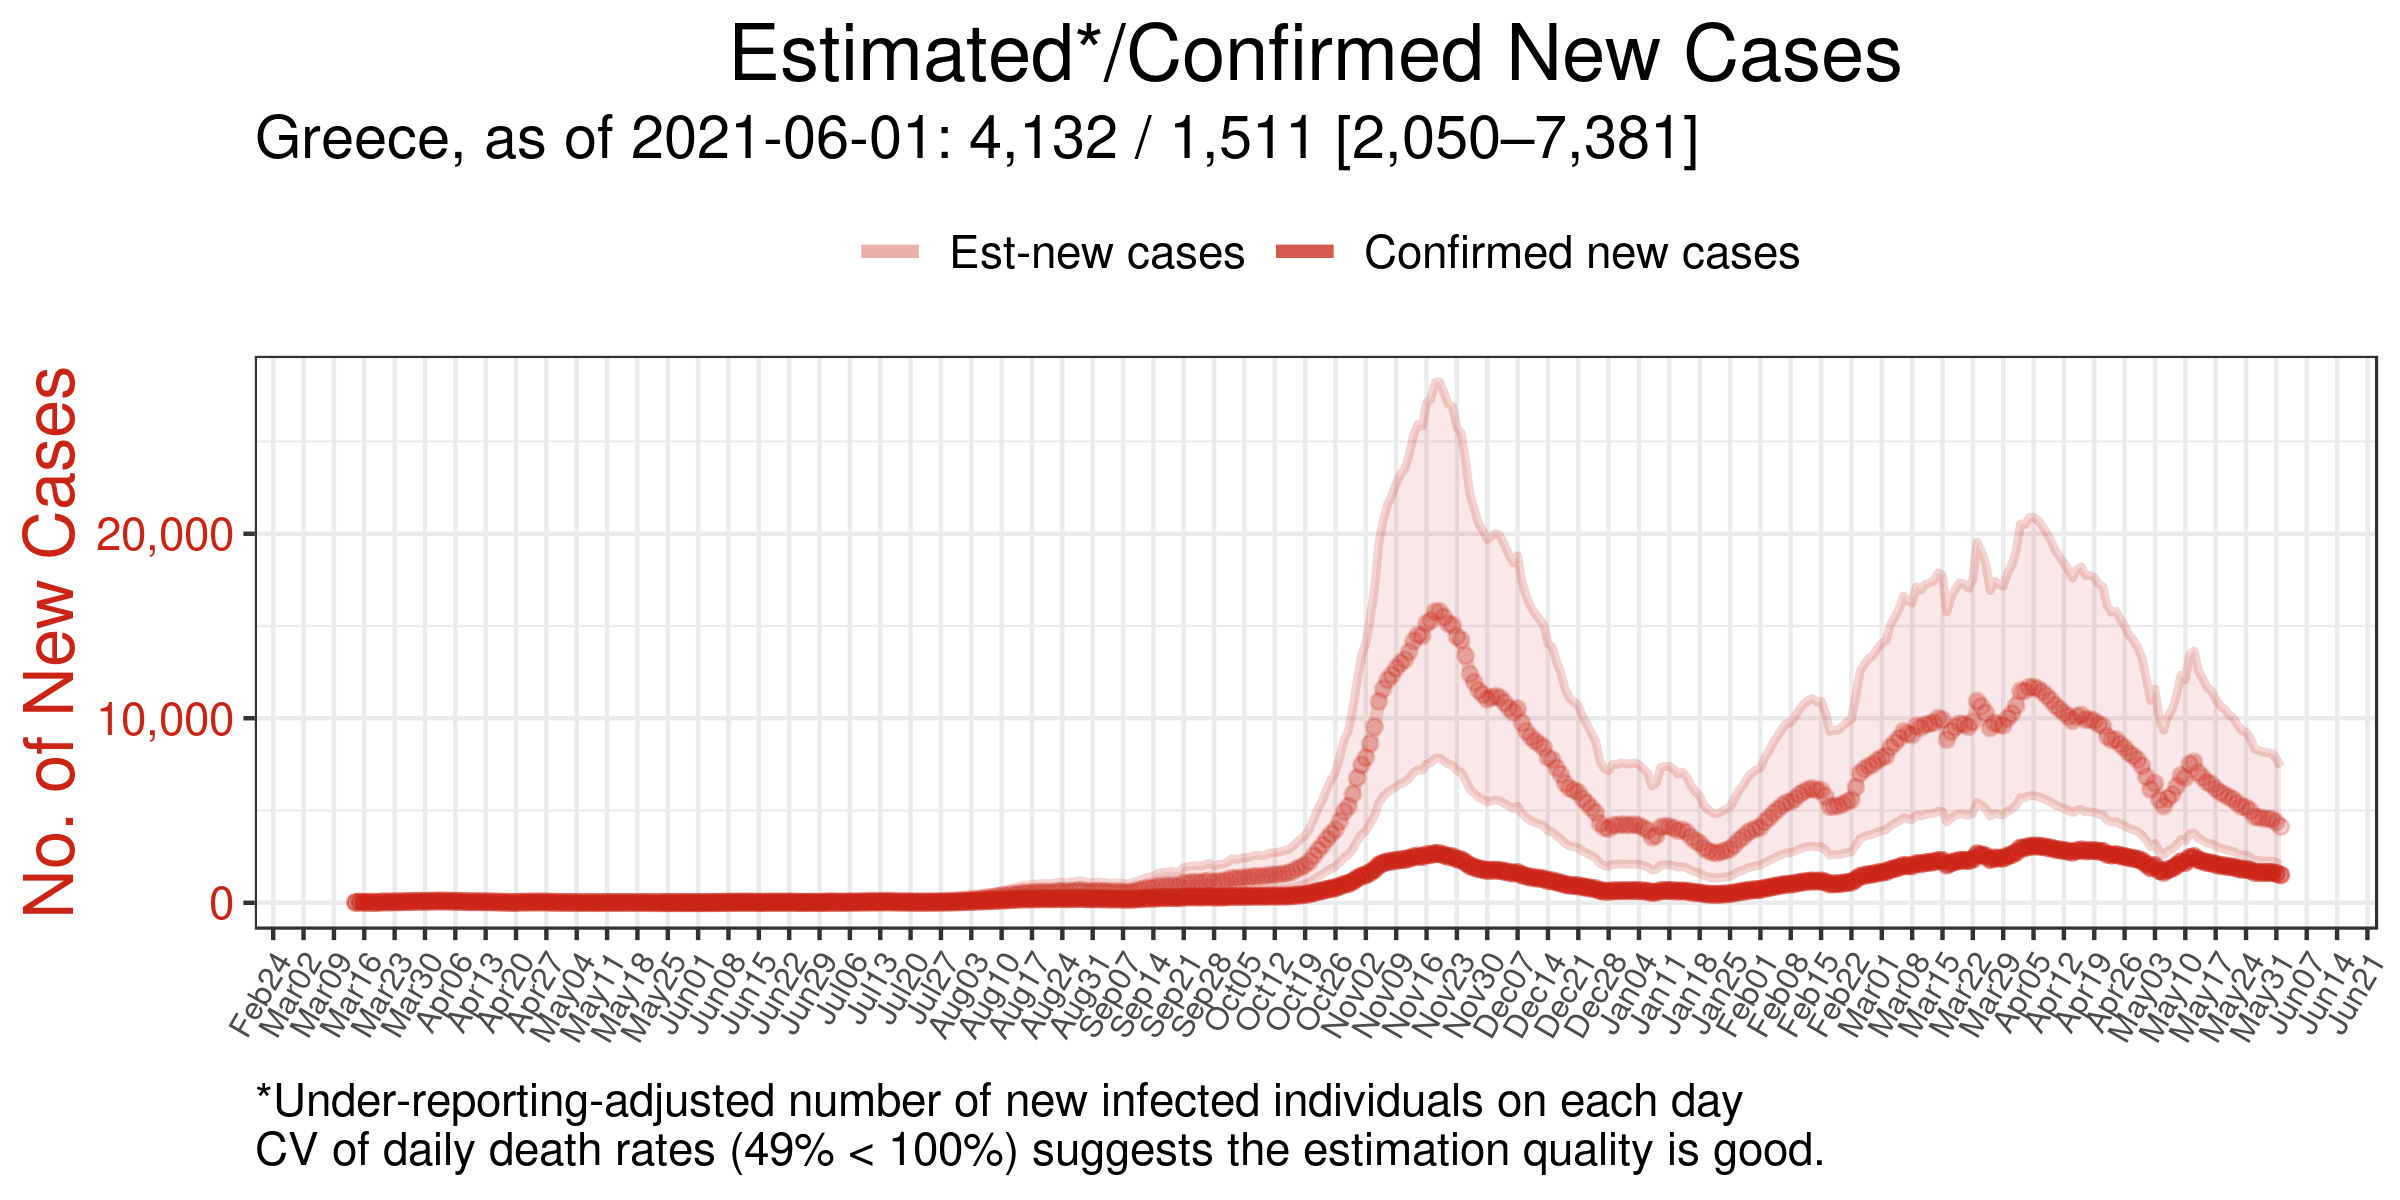 Estimated*/Confirmed New Cases
Greece, as of 2021-06-01: 4,132 / 1,511 [2,050–7,381]
Est-new cases
Confirmed new cases
No. of New Cases
20,000
10,000
0
Feb24
Mar02
Mar09
Mar16
Mar23
Mar30
Apr06
Apr13
Apr20
Apr27
May04
May11
May18
May25
Jun01
Jun08
Jun15
Jun22
Jun29
Jul06
Jul13
Jul20
Jul27
Aug03
Aug10
Aug17
Aug24
Aug31
Sep07
Sep14
Sep21
Sep28
Oct05
Oct12
Oct19
Oct26
Nov02
Nov09
Nov16
Nov23
Nov30
Dec07
Dec14
Dec21
Dec28
Jan04
Jan11
Jan18
Jan25
Feb01
Feb08
Feb15
Feb22
Mar01
Mar08
Mar15
Mar22
Mar29
Apr05
Apr12
Apr19
Apr26
May03
May10
May17
May24
May31
Jun07
Jun14
Jun21
*Under-reporting-adjusted number of new infected individuals on each day
CV of daily death rates (49% < 100%) suggests the estimation quality is good.